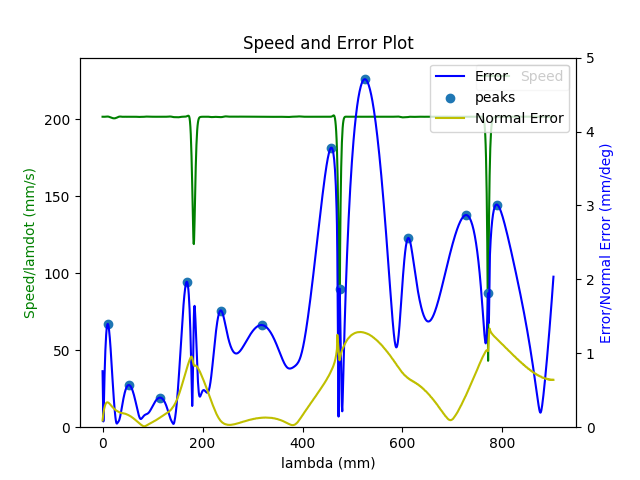 Speed and Error Plot
Speed/lamdot (mm/s)
200
150
100
50
0
Error
peaks
Normal Error
Speed
5
4
3
2
1
0
Error/Normal Error (mm/deg)
0
200
400
600
800
lambda (mm)